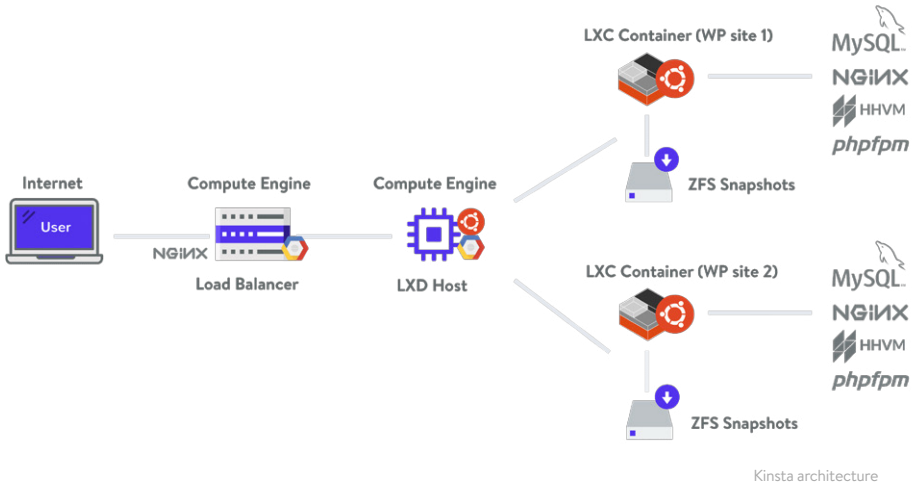 LXC Container (WP site 1)
MySQL
NGINX
HHVM
phpfpm
ZFS Snapshots
Internet
User
Compute Engine
NGINX
Load Balancer
Compute Engine
LXD Host
LXC Container (WP site 2)
MySQL
NGINX
HHVM
phpfpm
ZFS Snapshots
Kinsta architecture